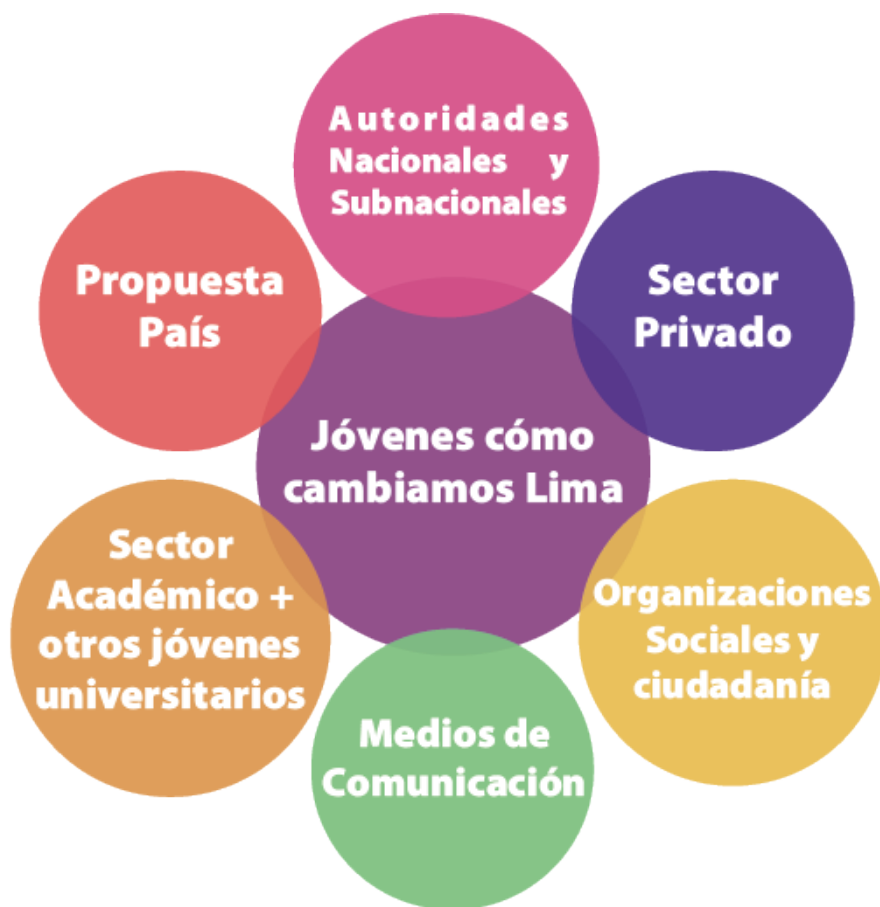 Autoridades
Nacionales y
Subnacionales
Propuesta
País
Sector
Privado
Jóvenes cómo
cambiamos Lima
Sector
Académico +
otros jóvenes
universitarios
Organizaciones
Sociales y
ciudadanía
Medios de
Comunicación